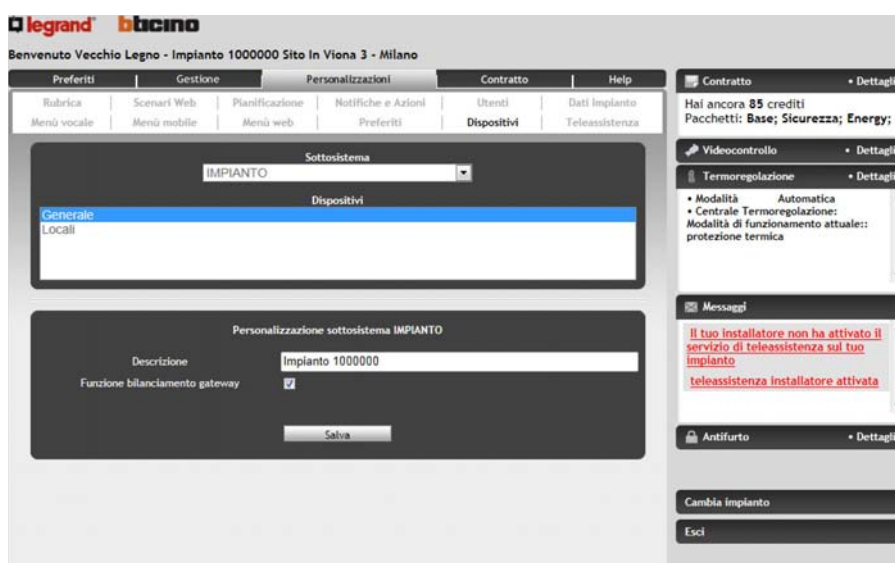 legrand bticino
Benvenuto Vecchio Legno - Impianto 1000000 Sito In Viona 3 - Milano
Preferiti Gestione Personalizzazioni Contratto Help
Rubrica Scenari Web Pianificazione Notifiche e Azioni Utenti Dati Impianto
Menù vocale Menù mobile Menù web Preferiti Dispositivi Teleassistenza
Sottosistema
IMPIANTO
Dispositivi
Generale
Locali
Personalizzazione sottosistema IMPIANTO
Descrizione Impianto 1000000
Funzione bilanciamento gateway
Salva
Contratto • Dettagli
Hai ancora 85 crediti
Pacchetti: Base; Sicurezza; Energy;
Videocontrollo • Dettagli
Termoregolazione • Dettagli
• Modalità Automatica
• Centrale Termoregolazione:
Modalità di funzionamento attuale::
protezione termica
Messaggi
Il tuo installatore non ha attivato il
servizio di teleassistenza sul tuo
impianto
teleassistenza installatore attivata
Antifurto • Dettagli
Cambia impianto
Esci